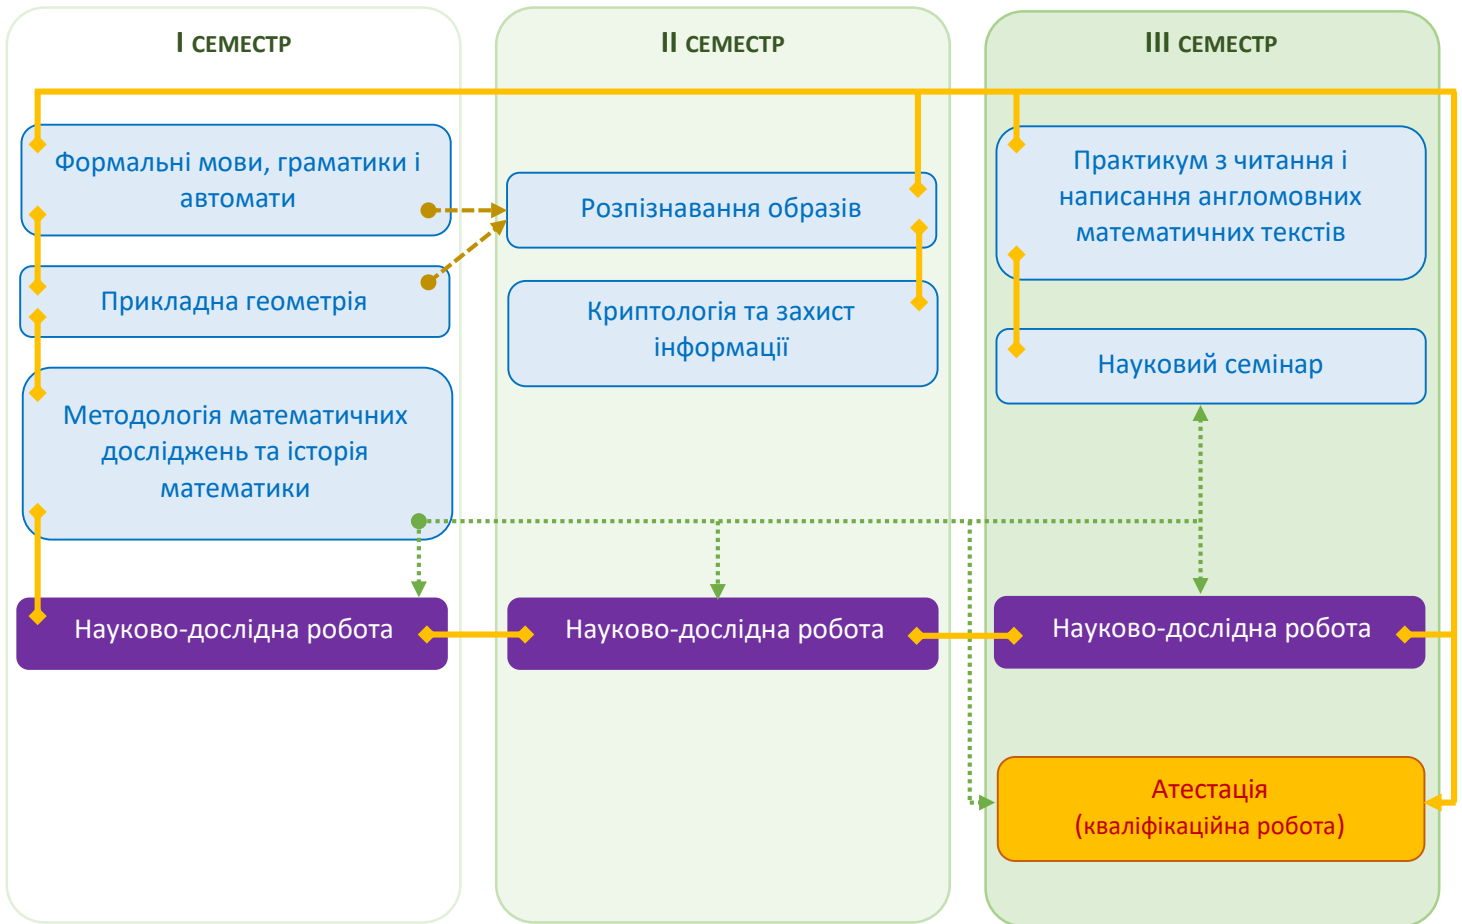 I СЕМЕСТР
Формальні мови, граматики і
автомати
Прикладна геометрія
Методологія математичних
досліджень та історія
математики
Науково-дослідна робота
II СЕМЕСТР
Розпізнавання образів
Криптологія та захист
інформації
Науково-дослідна робота
III СЕМЕСТР
Практикум з читання і
написання англомовних
математичних текстів
Науковий семінар
Науково-дослідна робота
Атестація
(кваліфікаційна робота)